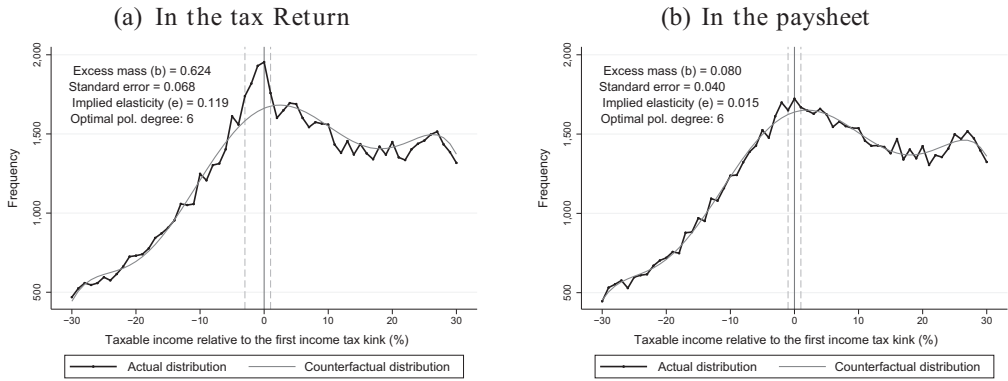 (a) In the tax Return
Excess mass (b) = 0.624
Standard error = 0.068
Implied elasticity (e) = 0.119
Optimal pol. degree: 6
Frequency
2,000
1,500
1,000
500
−30
−20
−10
0
10
20
30
Taxable income relative to the first income tax kink (%)
Actual distribution
Counterfactual distribution
(b) In the paysheet
Excess mass (b) = 0.080
Standard error = 0.040
Implied elasticity (e) = 0.015
Optimal pol. degree: 6
Frequency
2,000
1,500
1,000
500
−30
−20
−10
0
10
20
30
Taxable income relative to the first income tax kink (%)
Actual distribution
Counterfactual distribution